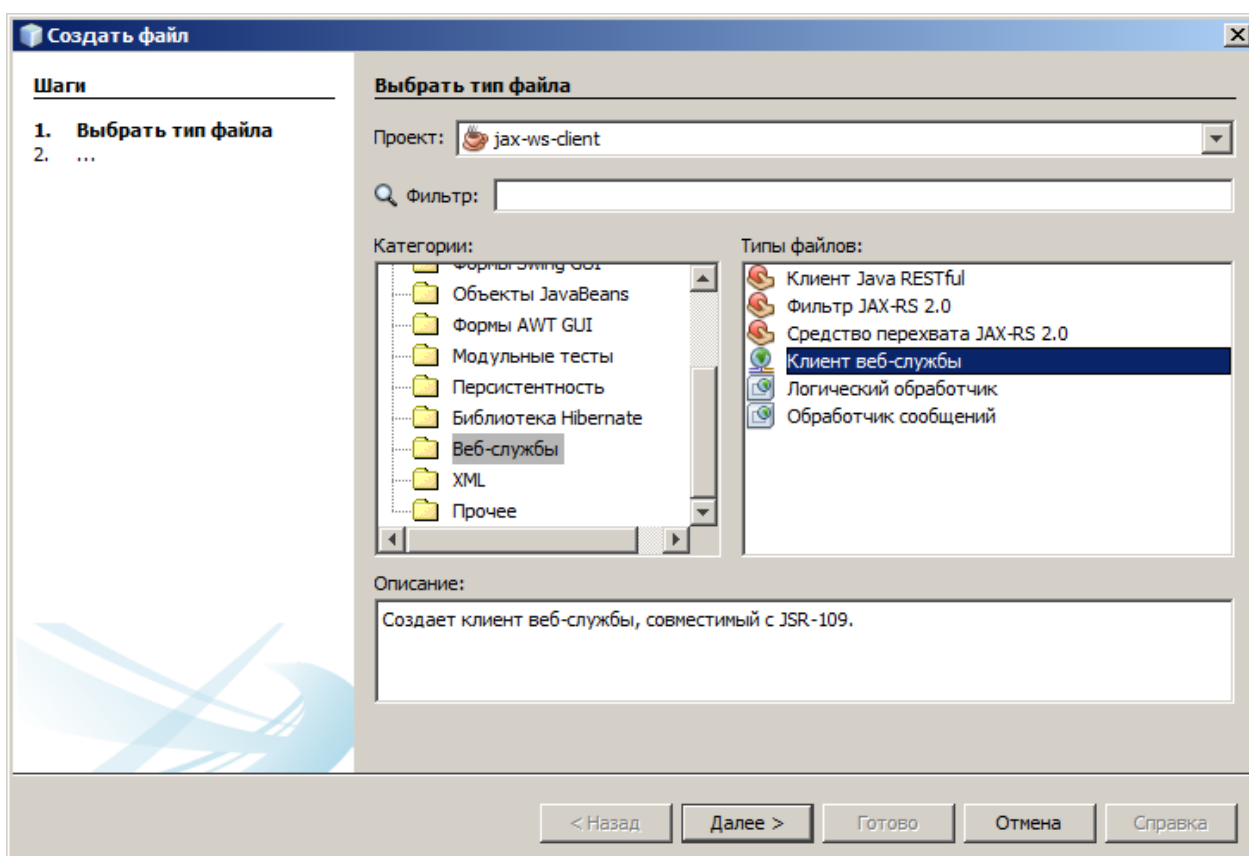 Создать файл
Шаги
1. Выбрать тип файла
2. ...
Выбрать тип файла
Проект: jax-ws-client
Фильтр:
Категории:
Формы Swing GUI
Объекты JavaBeans
Формы AWT GUI
Модульные тесты
Персистентность
Библиотека Hibernate
Веб-службы
XML
Прочее
Типы файлов:
Клиент Java RESTful
Фильтр JAX-RS 2.0
Средство перехвата JAX-RS 2.0
Клиент веб-службы
Логический обработчик
Обработчик сообщений
Описание:
Создает клиент веб-службы, совместимый с JSR-109.
< Назад Далее > Готово Отмена Справка